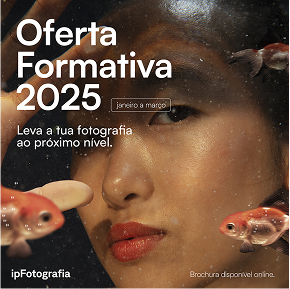 Oferta
Formativa
2025
janeiro a março
Leva a tua fotografia
ao próximo nível.
ipFotografia
Brochura disponível online.